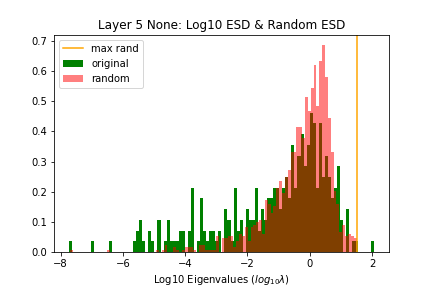 Layer 5 None: Log10 ESD & Random ESD
max rand
original
random
0.7
0.6
0.5
0.4
0.3
0.2
0.1
0.0
−8 −6 −4 −2 0 2
Log10 Eigenvalues (log₁₀λ)